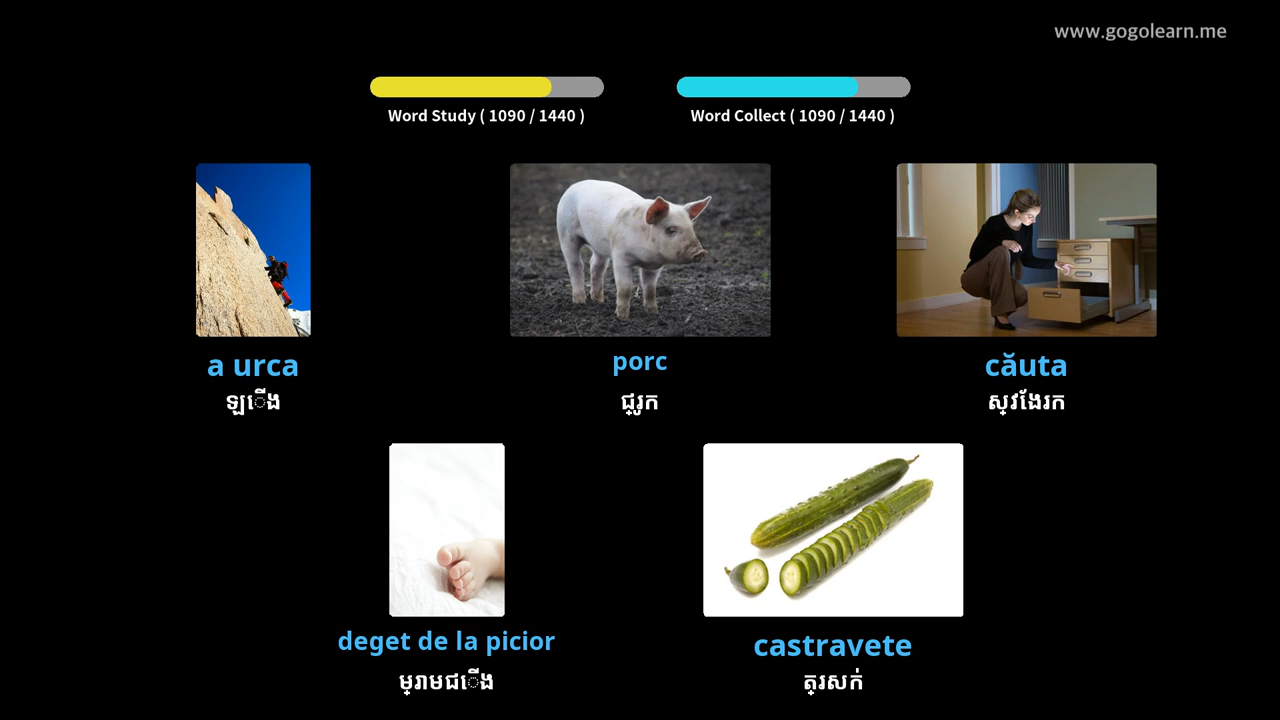 www.gogolearn.me
Word Study ( 1090 / 1440 )
Word Collect ( 1090 / 1440 )
a urca
ឡើង
porc
ជ្រូក
căuta
ស្វែងរក
deget de la picior
ម្រាមជើង
castravete
ត្រសក់